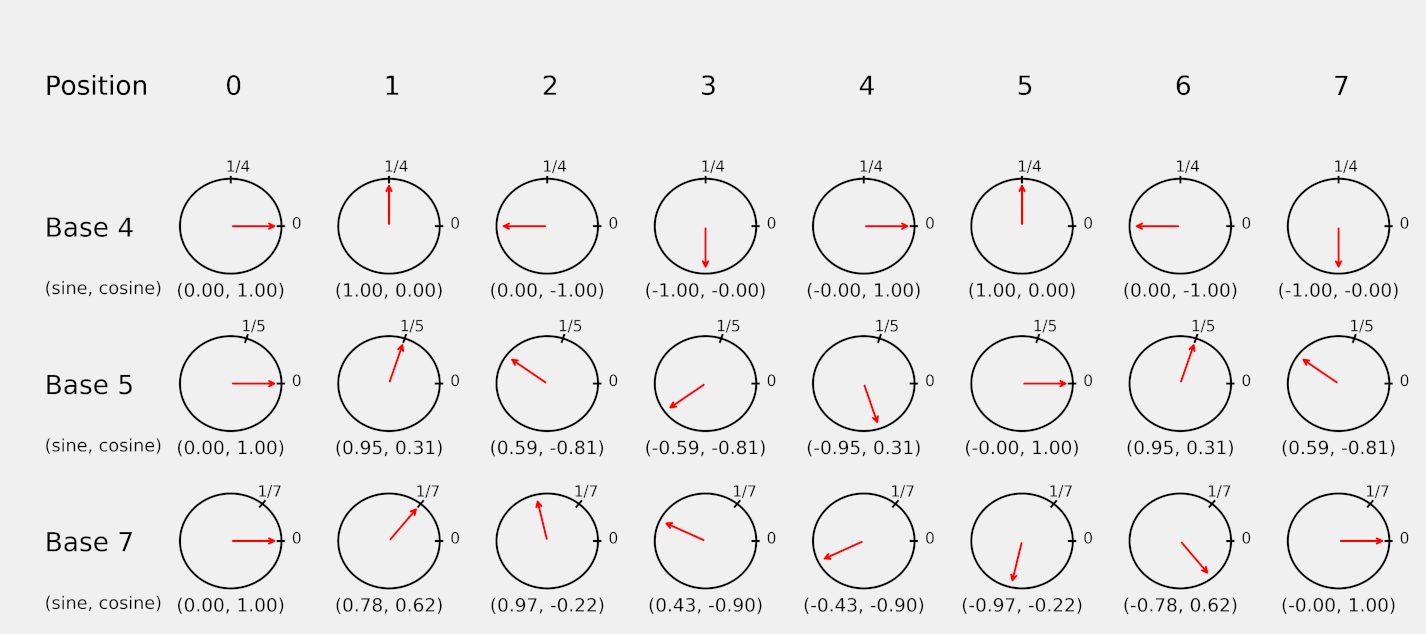 Position 0 1 2 3 4 5 6 7
1/4 1/4 1/4 1/4 1/4 1/4 1/4 1/4
Base 4 0 0 0 0 0 0 0 0
(sine, cosine) (0.00, 1.00) (1.00, 0.00) (0.00, -1.00) (-1.00, -0.00) (-0.00, 1.00) (1.00, 0.00) (0.00, -1.00) (-1.00, -0.00)
1/5 1/5 1/5 1/5 1/5 1/5 1/5 1/5
Base 5 0 0 0 0 0 0 0 0
(sine, cosine) (0.00, 1.00) (0.95, 0.31) (0.59, -0.81) (-0.59, -0.81) (-0.95, 0.31) (-0.00, 1.00) (0.95, 0.31) (0.59, -0.81)
1/7 1/7 1/7 1/7 1/7 1/7 1/7 1/7
Base 7 0 0 0 0 0 0 0 0
(sine, cosine) (0.00, 1.00) (0.78, 0.62) (0.97, -0.22) (0.43, -0.90) (-0.43, -0.90) (-0.97, -0.22) (-0.78, 0.62) (-0.00, 1.00)